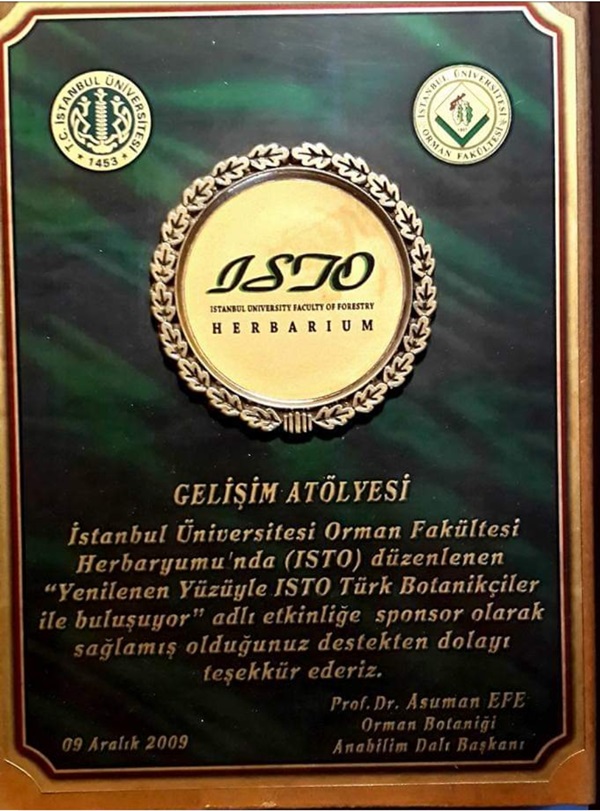 T.C. İSTANBUL ÜNİVERSİTESİ
★ 1453 ★
İSTANBUL ÜNİVERSİTESİ
ORMAN FAKÜLTESİ
ISTO
ISTANBUL UNIVERSITY FACULTY OF FORESTRY
HERBARIUM
GELİŞİM ATÖLYESİ
İstanbul Üniversitesi Orman Fakültesi
Herbaryumu'nda (ISTO) düzenlenen
“Yenilenen Yüzüyle ISTO Türk Botanikçiler
ile buluşuyor” adlı etkinliğe sponsor olarak
sağlamış olduğunuz destekten dolayı
teşekkür ederiz.
Prof. Dr. Asuman EFE
Orman Botaniği
09 Aralık 2009 Anabilim Dalı Başkanı